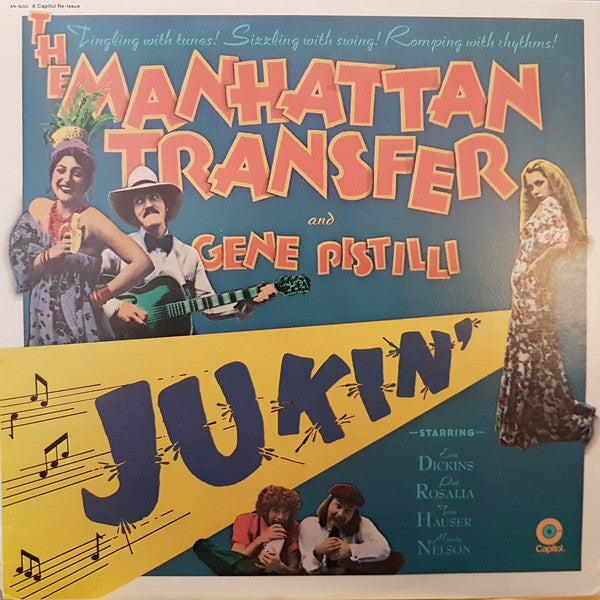 SN-16223 A Capitol Re-Issue
Tingling with tunes! Sizzling with swing! Romping with rhythms!
THE
MANHATTAN
TRANSFER
and
GENE PISTILLI
JUKIN'
—STARRING—
Erin
DICKINS
Pat
ROSALIA
Tim
HAUSER
Marty
NELSON
Capitol